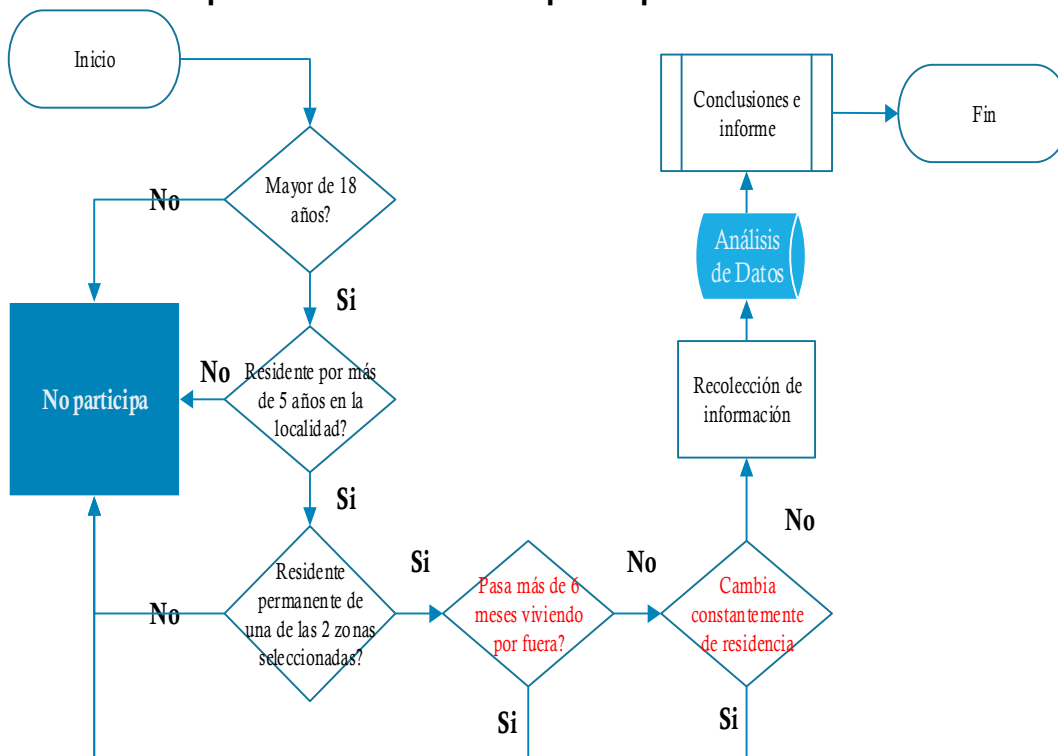 Inicio
Mayor de 18
años?
No
Si
No participa
No
Residente por más
de 5 años en la
localidad?
Si
Residente
permanente de
una de las 2 zonas
seleccionadas?
No
Si
Pasa más de 6
meses viviendo
por fuera?
Si
No
Cambia
constantemente
de residencia
Si
No
Recolección de
información
Análisis
de Datos
Conclusiones e
informe
Fin